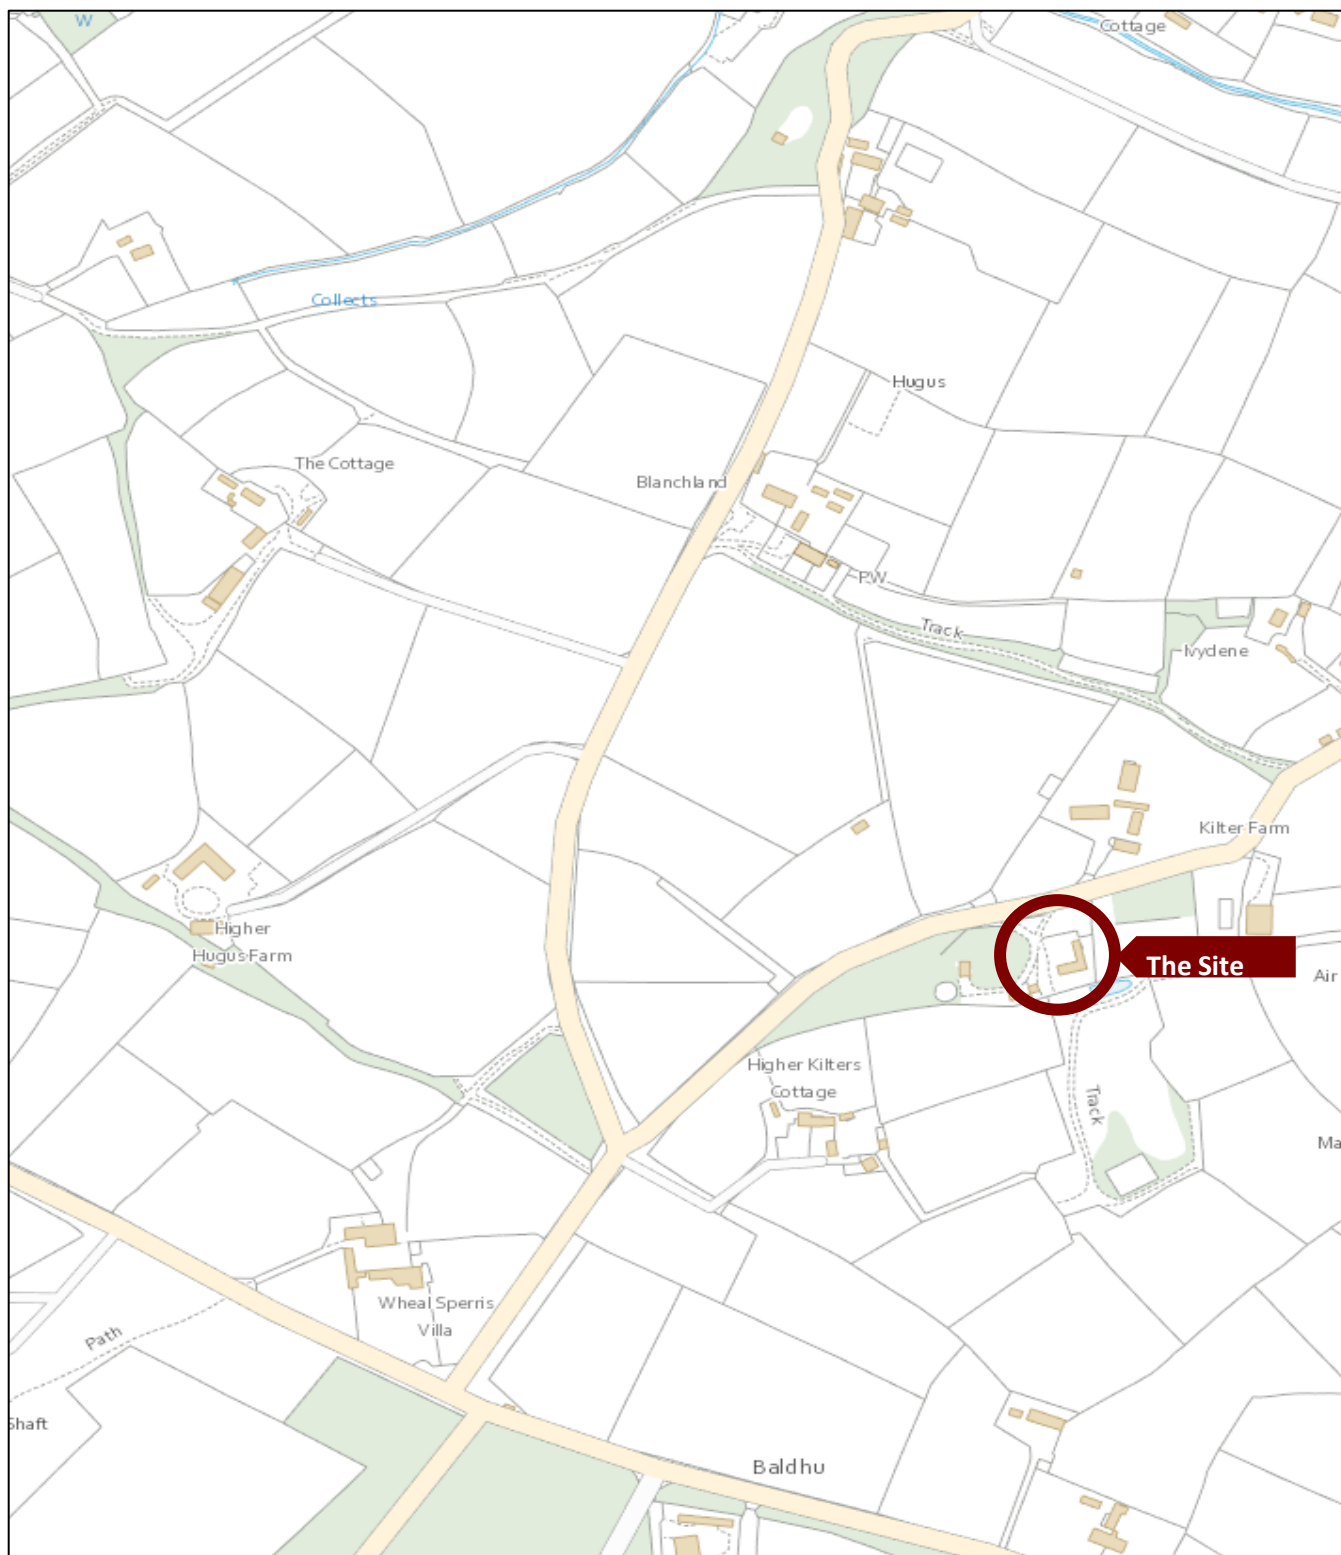 W
Cottage
Collects
Hugus
The Cottage
Blanchland
PW
Track
Ivydene
Kilter Farm
Higher
Hugus Farm
The Site
Air
Higher Kilters
Cottage
Track
Ma
Wheal Sperris
Villa
Path
Shaft
Baldhu